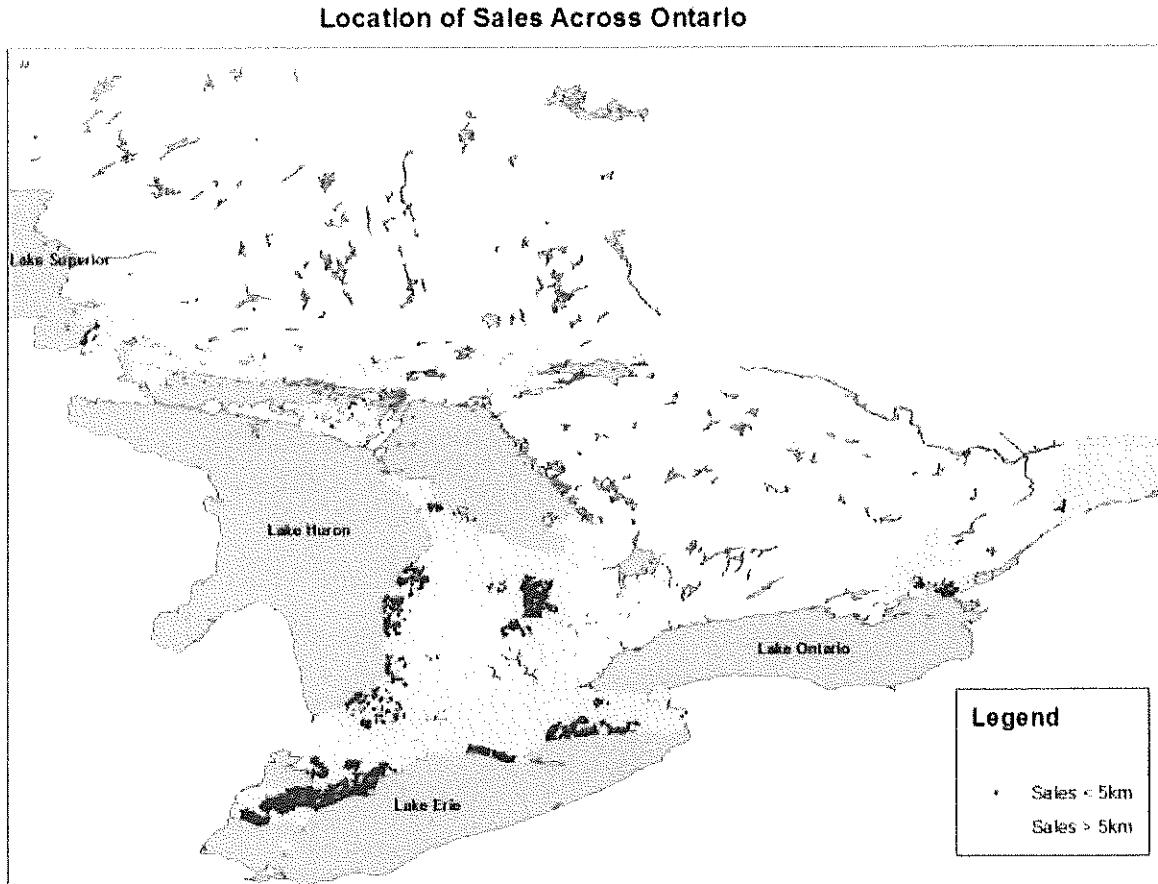 Location of Sales Across Ontario
Lake Superior
Lake Huron
Lake Ontario
Lake Erie
Legend
Sales < 5km
Sales > 5km